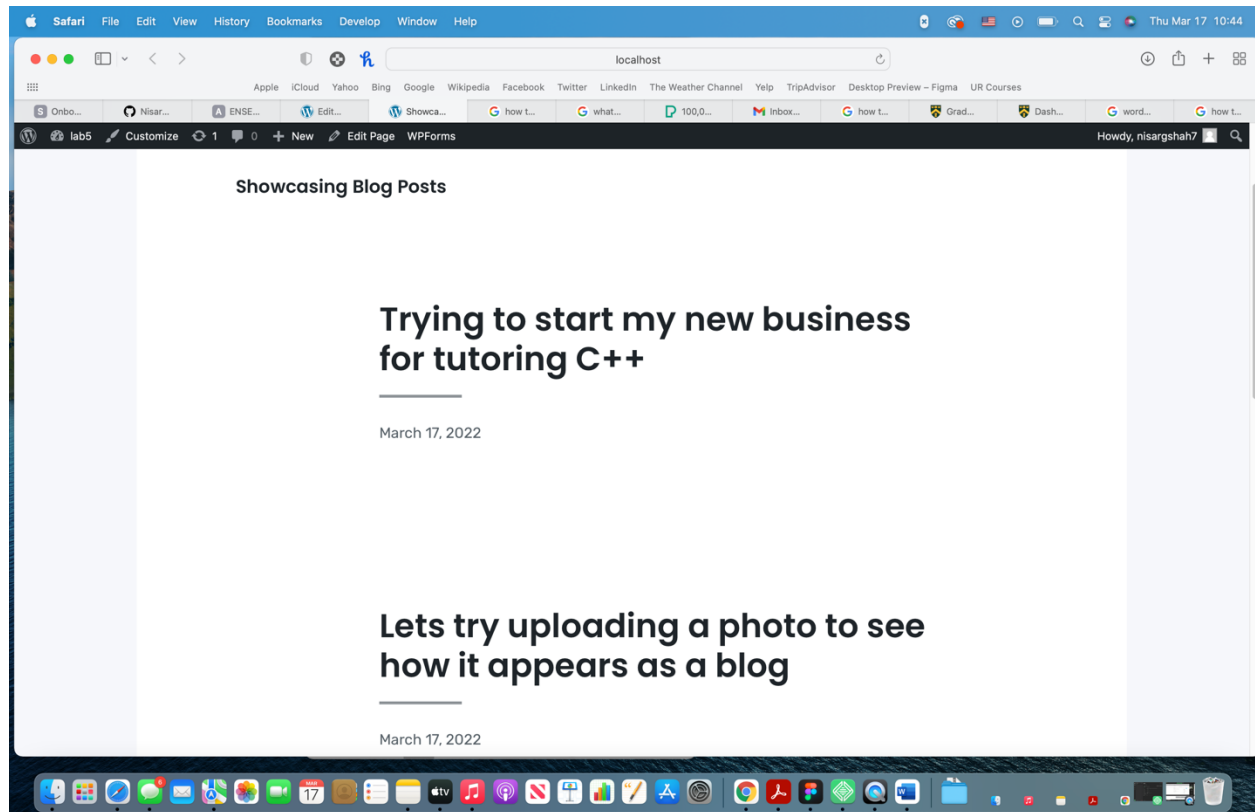 Safari File Edit View History Bookmarks Develop Window Help Thu Mar 17 10:44
localhost
Apple iCloud Yahoo Bing Google Wikipedia Facebook Twitter LinkedIn The Weather Channel Yelp TripAdvisor Desktop Preview – Figma UR Courses
S Onbo... Nisar... A ENSE... Edit... Showca... G how t... G what... 100,0... Inbox... G how t... Grad... Dash... G word... G how t...
lab5 Customize 1 0 + New Edit Page WPForms Howdy, nisargshah7
Showcasing Blog Posts
Trying to start my new business
for tutoring C++
March 17, 2022
Lets try uploading a photo to see
how it appears as a blog
March 17, 2022
6 MAR 17 tv W